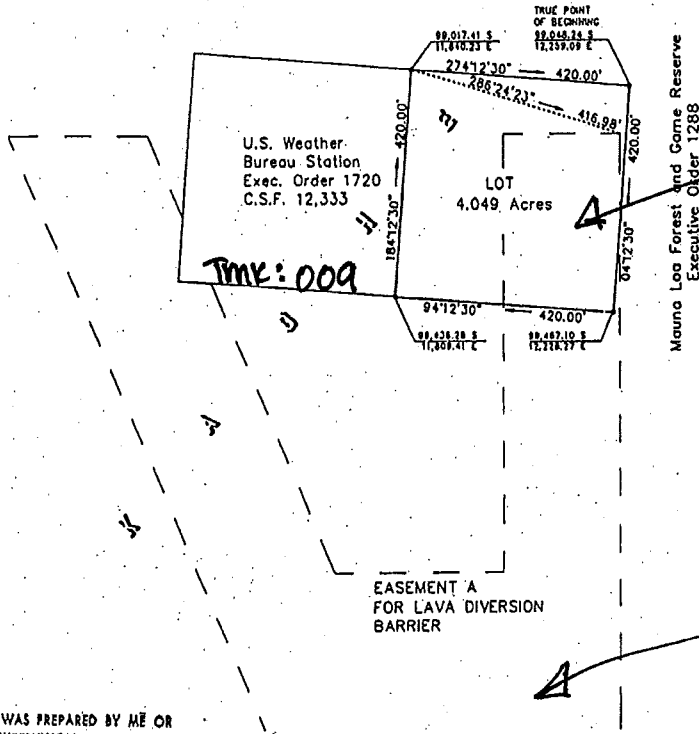 TRUE POINT
OF BEGINNING
99,017.41 S
11,840.23 E
99,048.24 S
12,259.09 E
274°12'30" 420.00'
286°24'23" 416.98'
U.S. Weather
Bureau Station
Exec. Order 1720
C.S.F. 12,333
TMK: 009
184°12'30" 420.00'
LOT
4.049 Acres
420.00'
04°12'30"
Mauna Loa Forest and Game Reserve
Executive Order 1288
94°12'30" 420.00'
99,436.28 S
11,809.41 E
99,467.10 S
12,228.27 E
EASEMENT A
FOR LAVA DIVERSION
BARRIER
WAS PREPARED BY ME OR